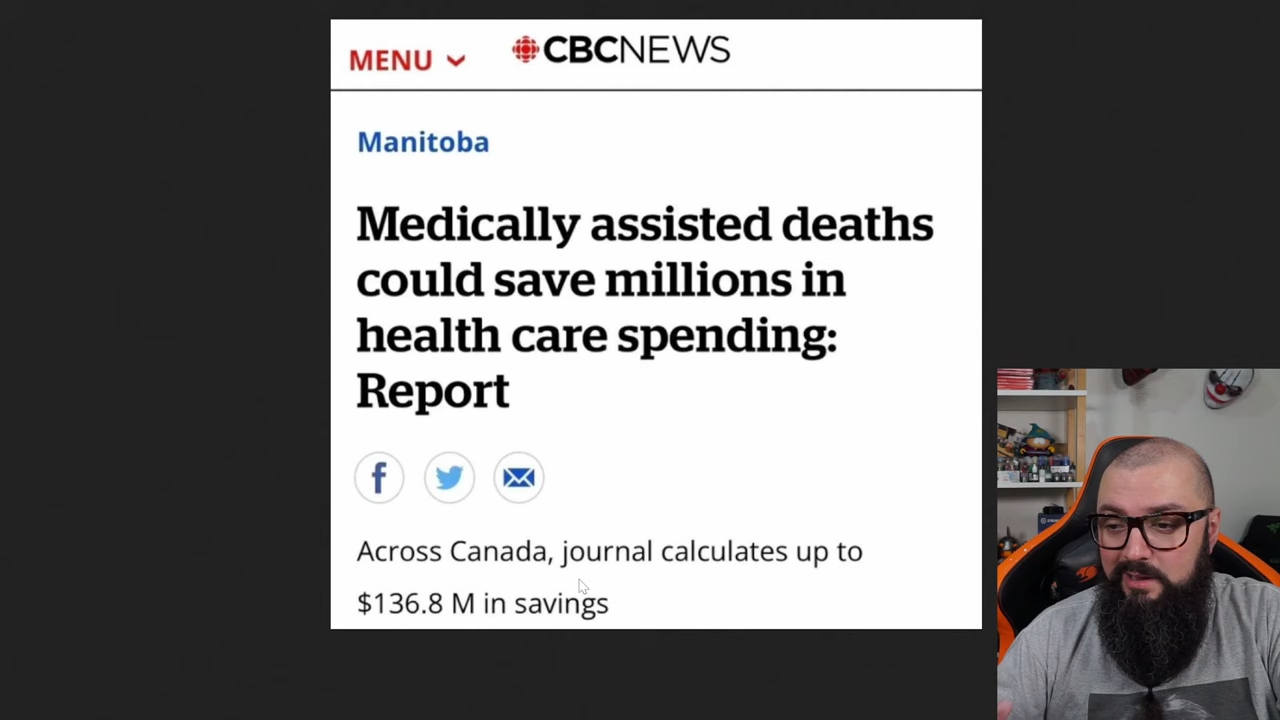 MENU
CBCNEWS
Manitoba
Medically assisted deaths
could save millions in
health care spending:
Report
Across Canada, journal calculates up to
$136.8 M in savings